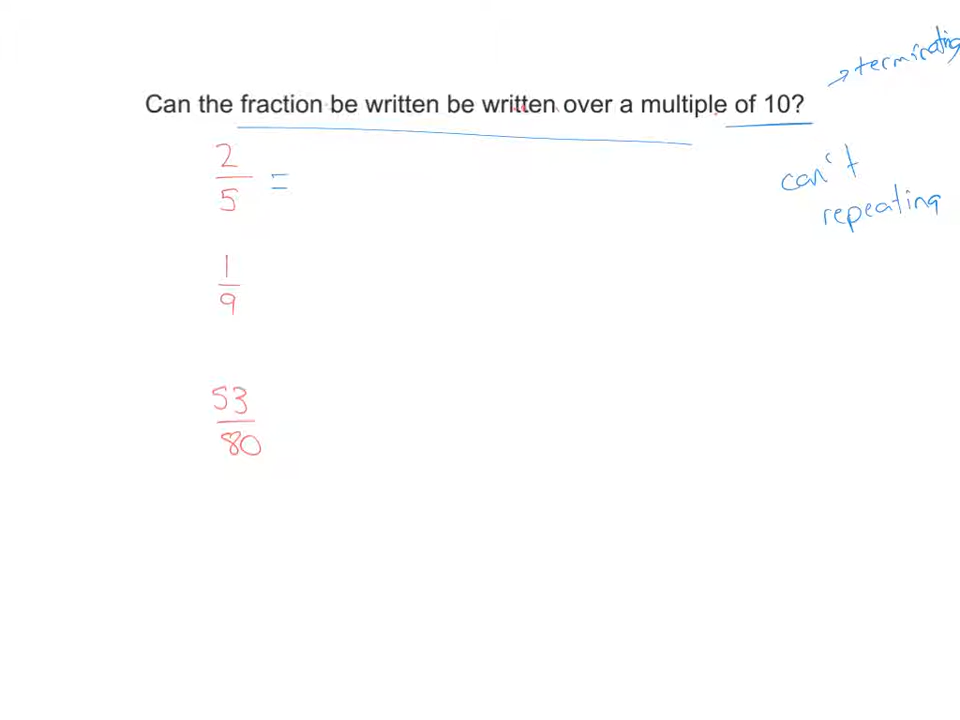 → terminating
Can the fraction be written be written over a multiple of 10?
2/5 =
can't
repeating
1/9
53/80